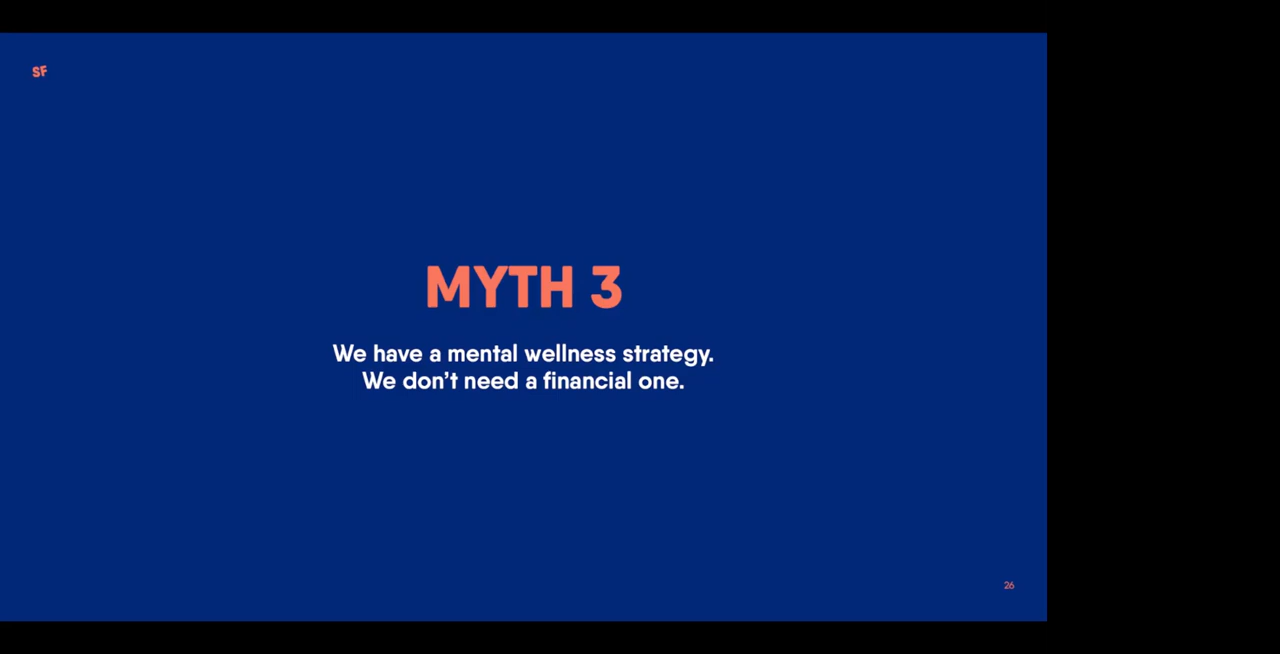 SF
MYTH 3
We have a mental wellness strategy.
We don't need a financial one.
26